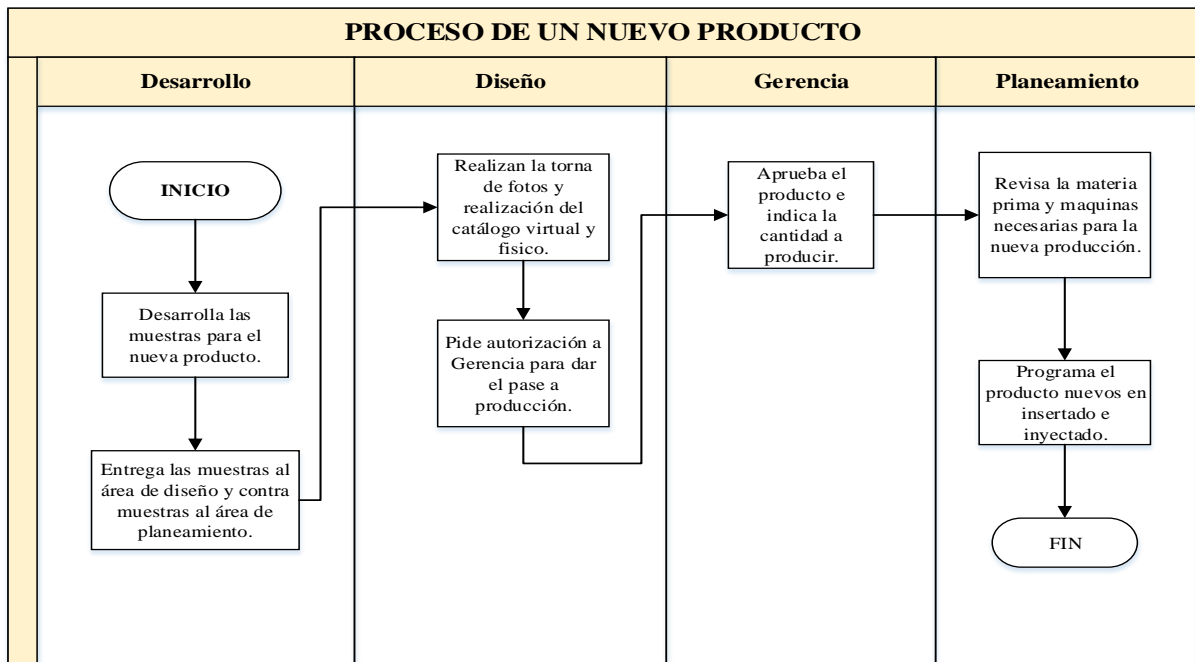 PROCESO DE UN NUEVO PRODUCTO
Desarrollo
Diseño
Gerencia
Planeamiento
INICIO
Desarrolla las
muestras para el
nueva producto.
Entrega las muestras al
área de diseño y contra
muestras al área de
planeamiento.
Realizan la torna
de fotos y
realización del
catálogo virtual y
fisico.
Pide autorización a
Gerencia para dar
el pase a
producción.
Aprueba el
producto e
indica la
cantidad a
producir.
Revisa la materia
prima y maquinas
necesarias para la
nueva producción.
Programa el
producto nuevos en
insertado e
inyectado.
FIN